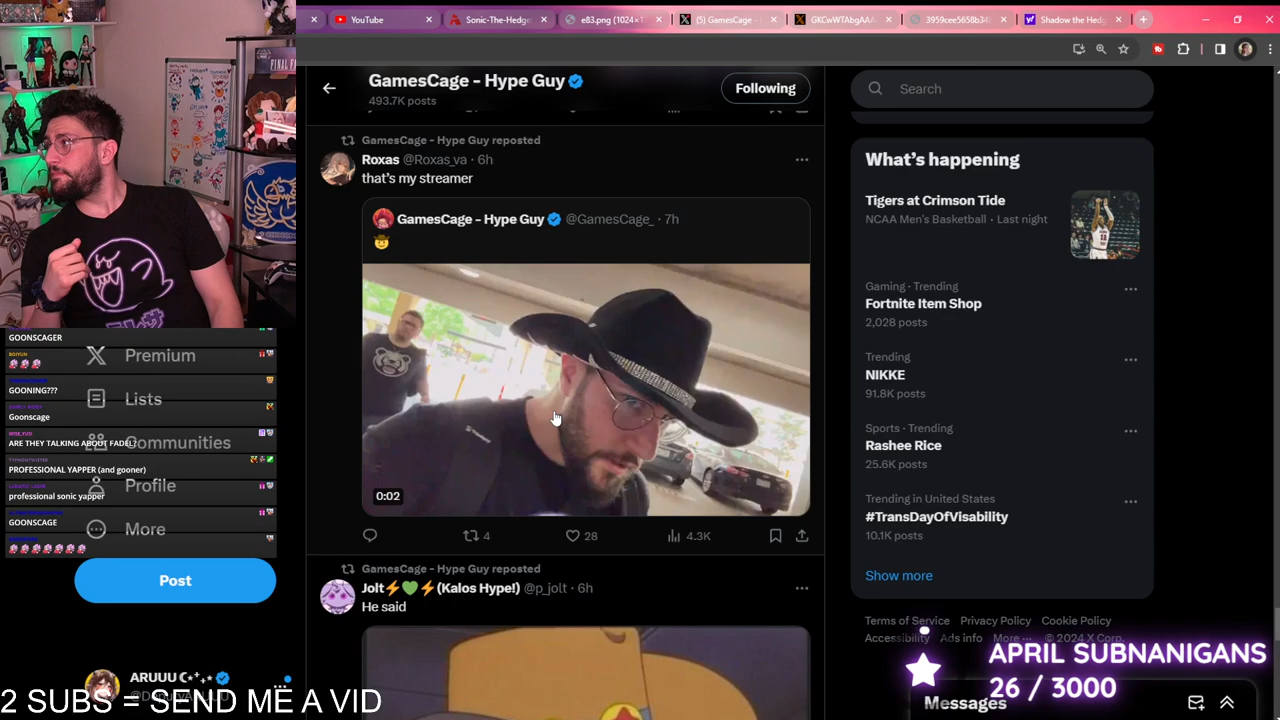 YouTube
Sonic-The-Hedge
e83.png (1024×1
(5) GamesCage -
GKCwWTAbgAAA
3959cee5658b34
Shadow the Hedg
GamesCage - Hype Guy
493.7K posts
Following
Search
GamesCage - Hype Guy reposted
Roxas @Roxas_va · 6h
that's my streamer
GamesCage - Hype Guy @GamesCage_ · 7h
🤠
0:02
4
28
4.3K
GamesCage - Hype Guy reposted
Jolt⚡💚⚡(Kalos Hype!) @p_jolt · 6h
He said
What's happening
Tigers at Crimson Tide
NCAA Men's Basketball · Last night
Gaming · Trending
Fortnite Item Shop
2,028 posts
Trending
NIKKE
91.8K posts
Sports · Trending
Rashee Rice
25.6K posts
Trending in United States
#TransDayOfVisability
10.1K posts
Show more
Terms of Service Privacy Policy Cookie Policy
Accessibility Ads info More ··· © 2024 X Corp.
Messages
APRIL SUBNANIGANS
26 / 3000
FINAL
GOONSCAGER
GOONING???
Goonscage
ARE THEY TALKING ABOUT FADEL?
PROFESSIONAL YAPPER (and gooner)
professional sonic yapper
GOONSCAGE
Premium
Lists
Communities
Profile
More
Post
ARUUU
2 SUBS = SEND ME A VID